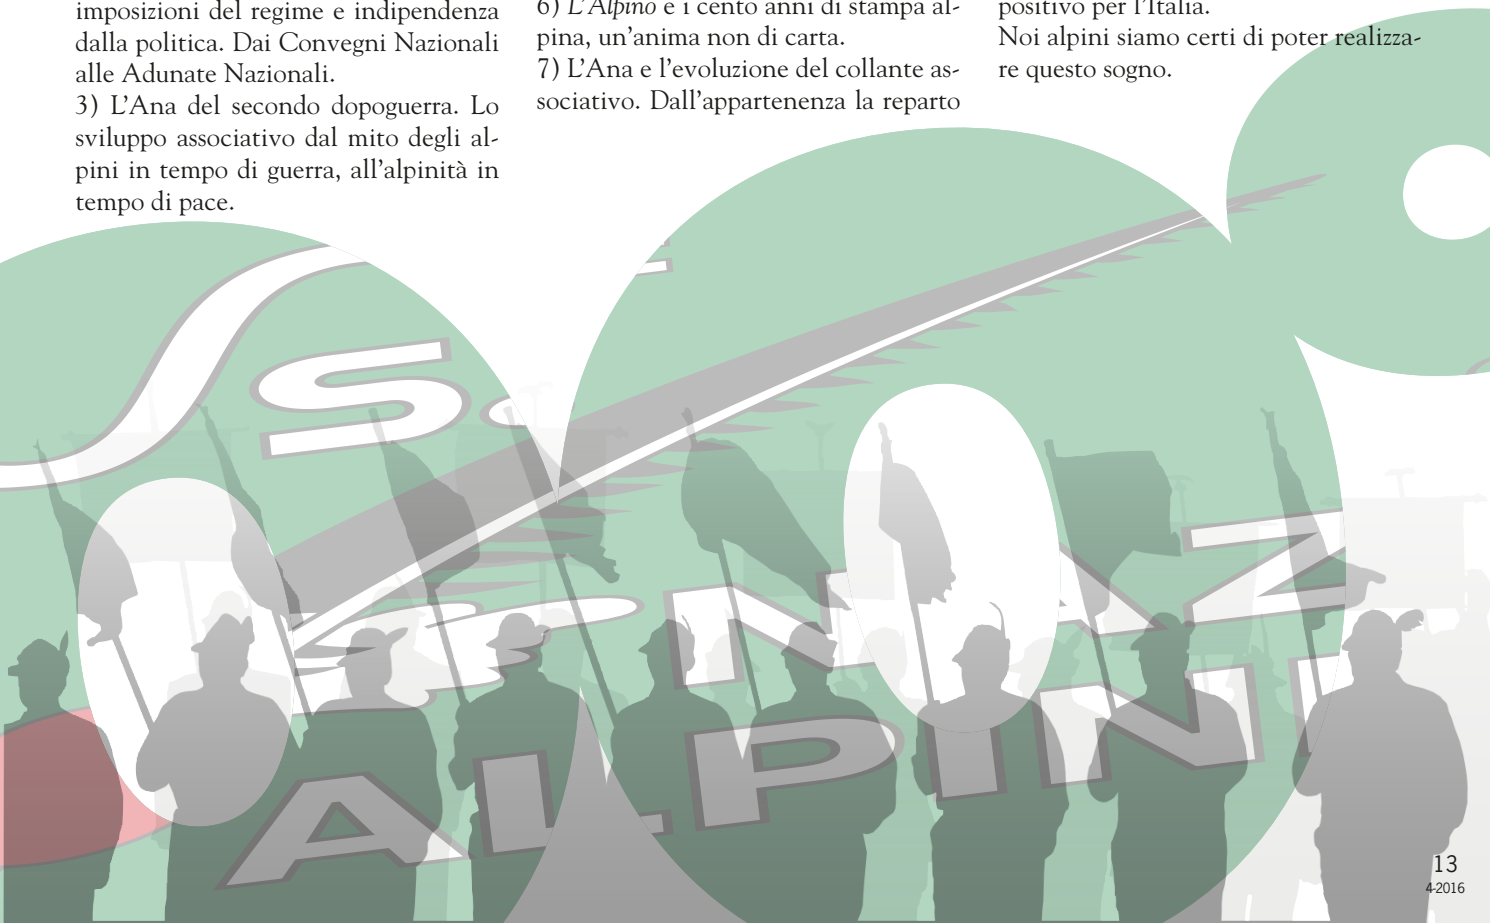 imposizioni del regime e indipendenza
dalla politica. Dai Convegni Nazionali
alle Adunate Nazionali.
3) L’Ana del secondo dopoguerra. Lo
sviluppo associativo dal mito degli al-
pini in tempo di guerra, all’alpinità in
tempo di pace.
6) L’Alpino e i cento anni di stampa al-
pina, un’anima non di carta.
7) L’Ana e l’evoluzione del collante as-
sociativo. Dall’appartenenza la reparto
positivo per l’Italia.
Noi alpini siamo certi di poter realizza-
re questo sogno.
ALPINI
13
4-2016